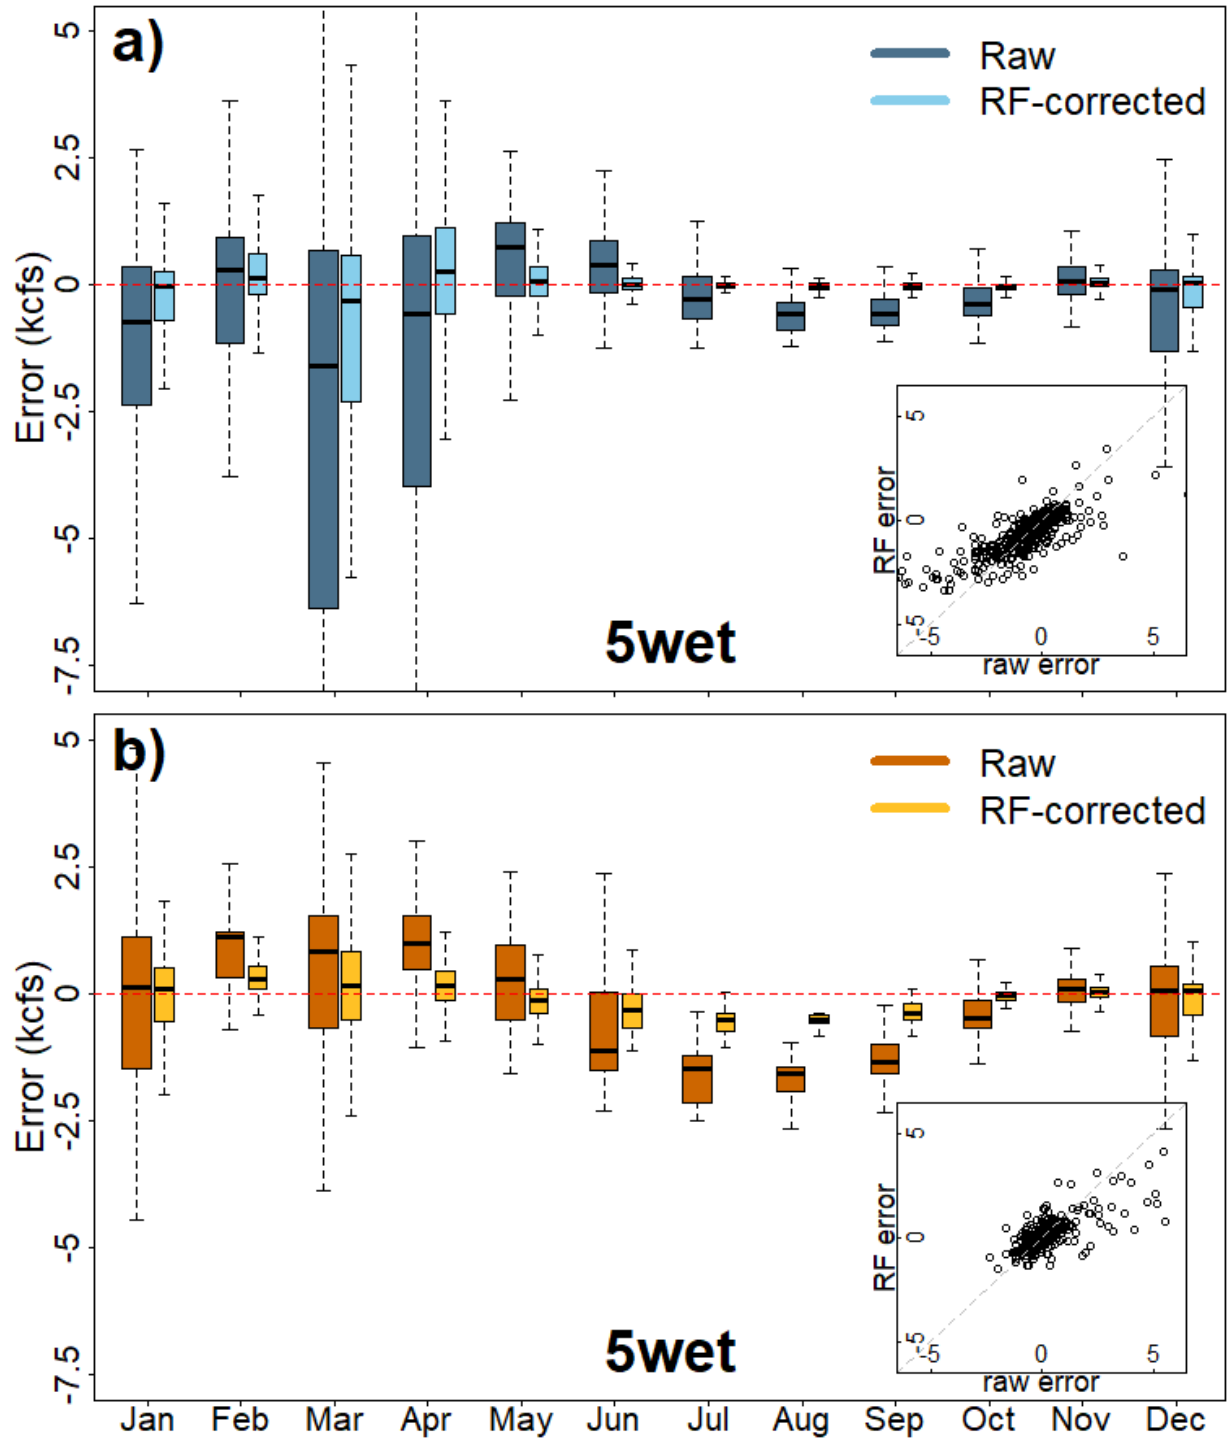 a)
Raw
RF-corrected
5
2.5
0
-2.5
-5
-7.5
Error (kcfs)
5wet
5
0
-5
RF error
-5 0 5
raw error
b)
Raw
RF-corrected
5
2.5
0
-2.5
-5
-7.5
Error (kcfs)
5wet
5
0
-5
RF error
-5 0 5
raw error
Jan Feb Mar Apr May Jun Jul Aug Sep Oct Nov Dec